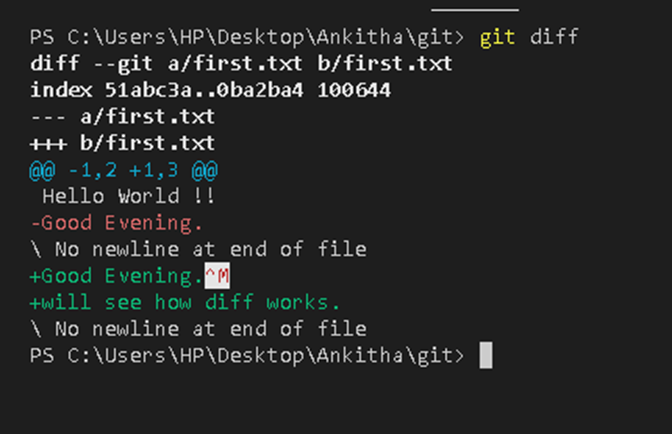 PS C:\Users\HP\Desktop\Ankitha\git> git diff
diff --git a/first.txt b/first.txt
index 51abc3a..0ba2ba4 100644
--- a/first.txt
+++ b/first.txt
@@ -1,2 +1,3 @@
 Hello World !!
-Good Evening.
\ No newline at end of file
+Good Evening.^M
+will see how diff works.
\ No newline at end of file
PS C:\Users\HP\Desktop\Ankitha\git>